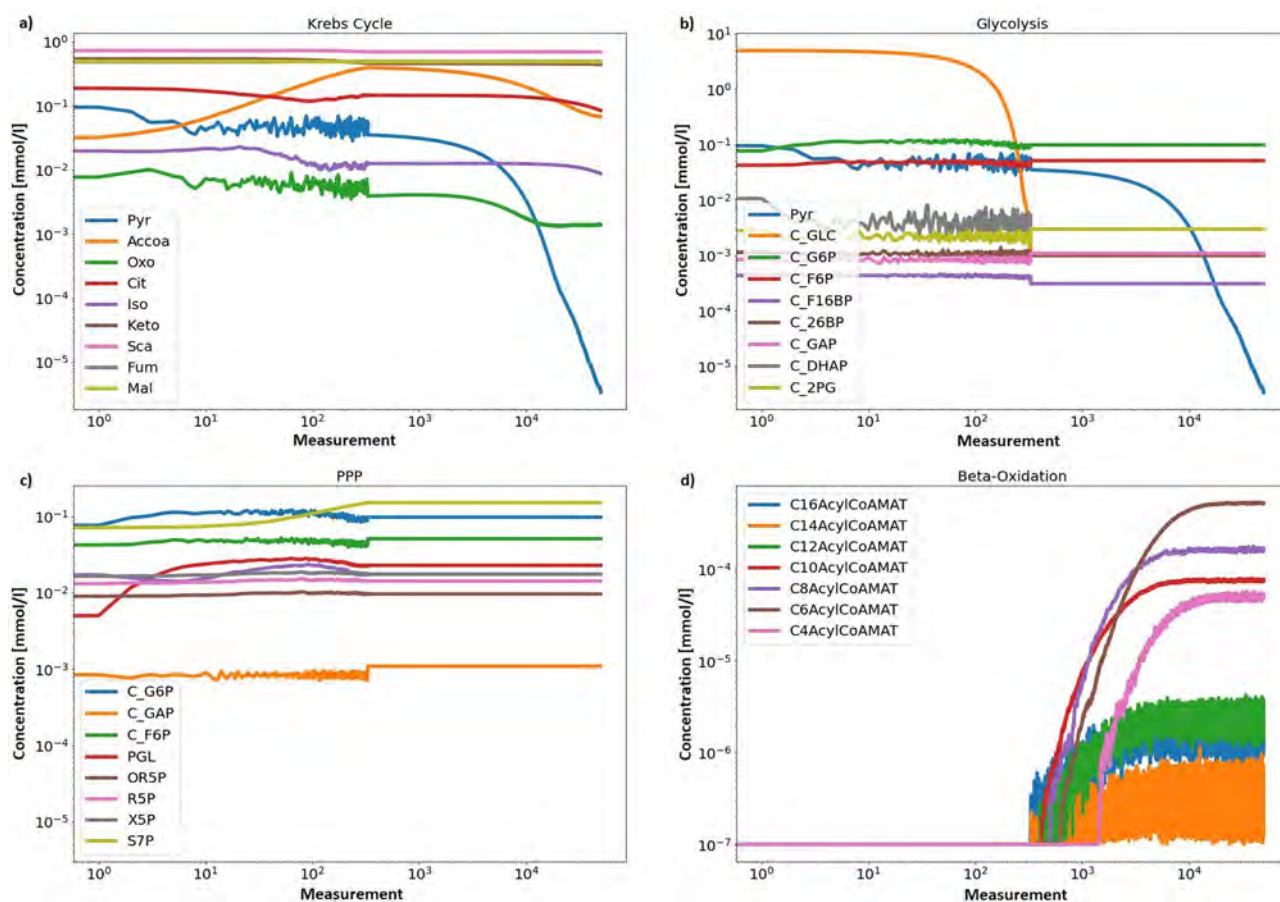 a) Krebs Cycle
Concentration [mmol/l]
10^0
10^-1
10^-2
10^-3
10^-4
10^-5
Pyr
Accoa
Oxo
Cit
Iso
Keto
Sca
Fum
Mal
10^0 10^1 10^2 10^3 10^4
Measurement
b) Glycolysis
Concentration [mmol/l]
10^1
10^0
10^-1
10^-2
10^-3
10^-4
10^-5
Pyr
C_GLC
C_G6P
C_F6P
C_F16BP
C_26BP
C_GAP
C_DHAP
C_2PG
10^0 10^1 10^2 10^3 10^4
Measurement
c) PPP
Concentration [mmol/l]
10^-1
10^-2
10^-3
10^-4
10^-5
C_G6P
C_GAP
C_F6P
PGL
OR5P
R5P
X5P
S7P
10^0 10^1 10^2 10^3 10^4
Measurement
d) Beta-Oxidation
Concentration [mmol/l]
10^-4
10^-5
10^-6
10^-7
C16AcylCoAMAT
C14AcylCoAMAT
C12AcylCoAMAT
C10AcylCoAMAT
C8AcylCoAMAT
C6AcylCoAMAT
C4AcylCoAMAT
10^0 10^1 10^2 10^3 10^4
Measurement